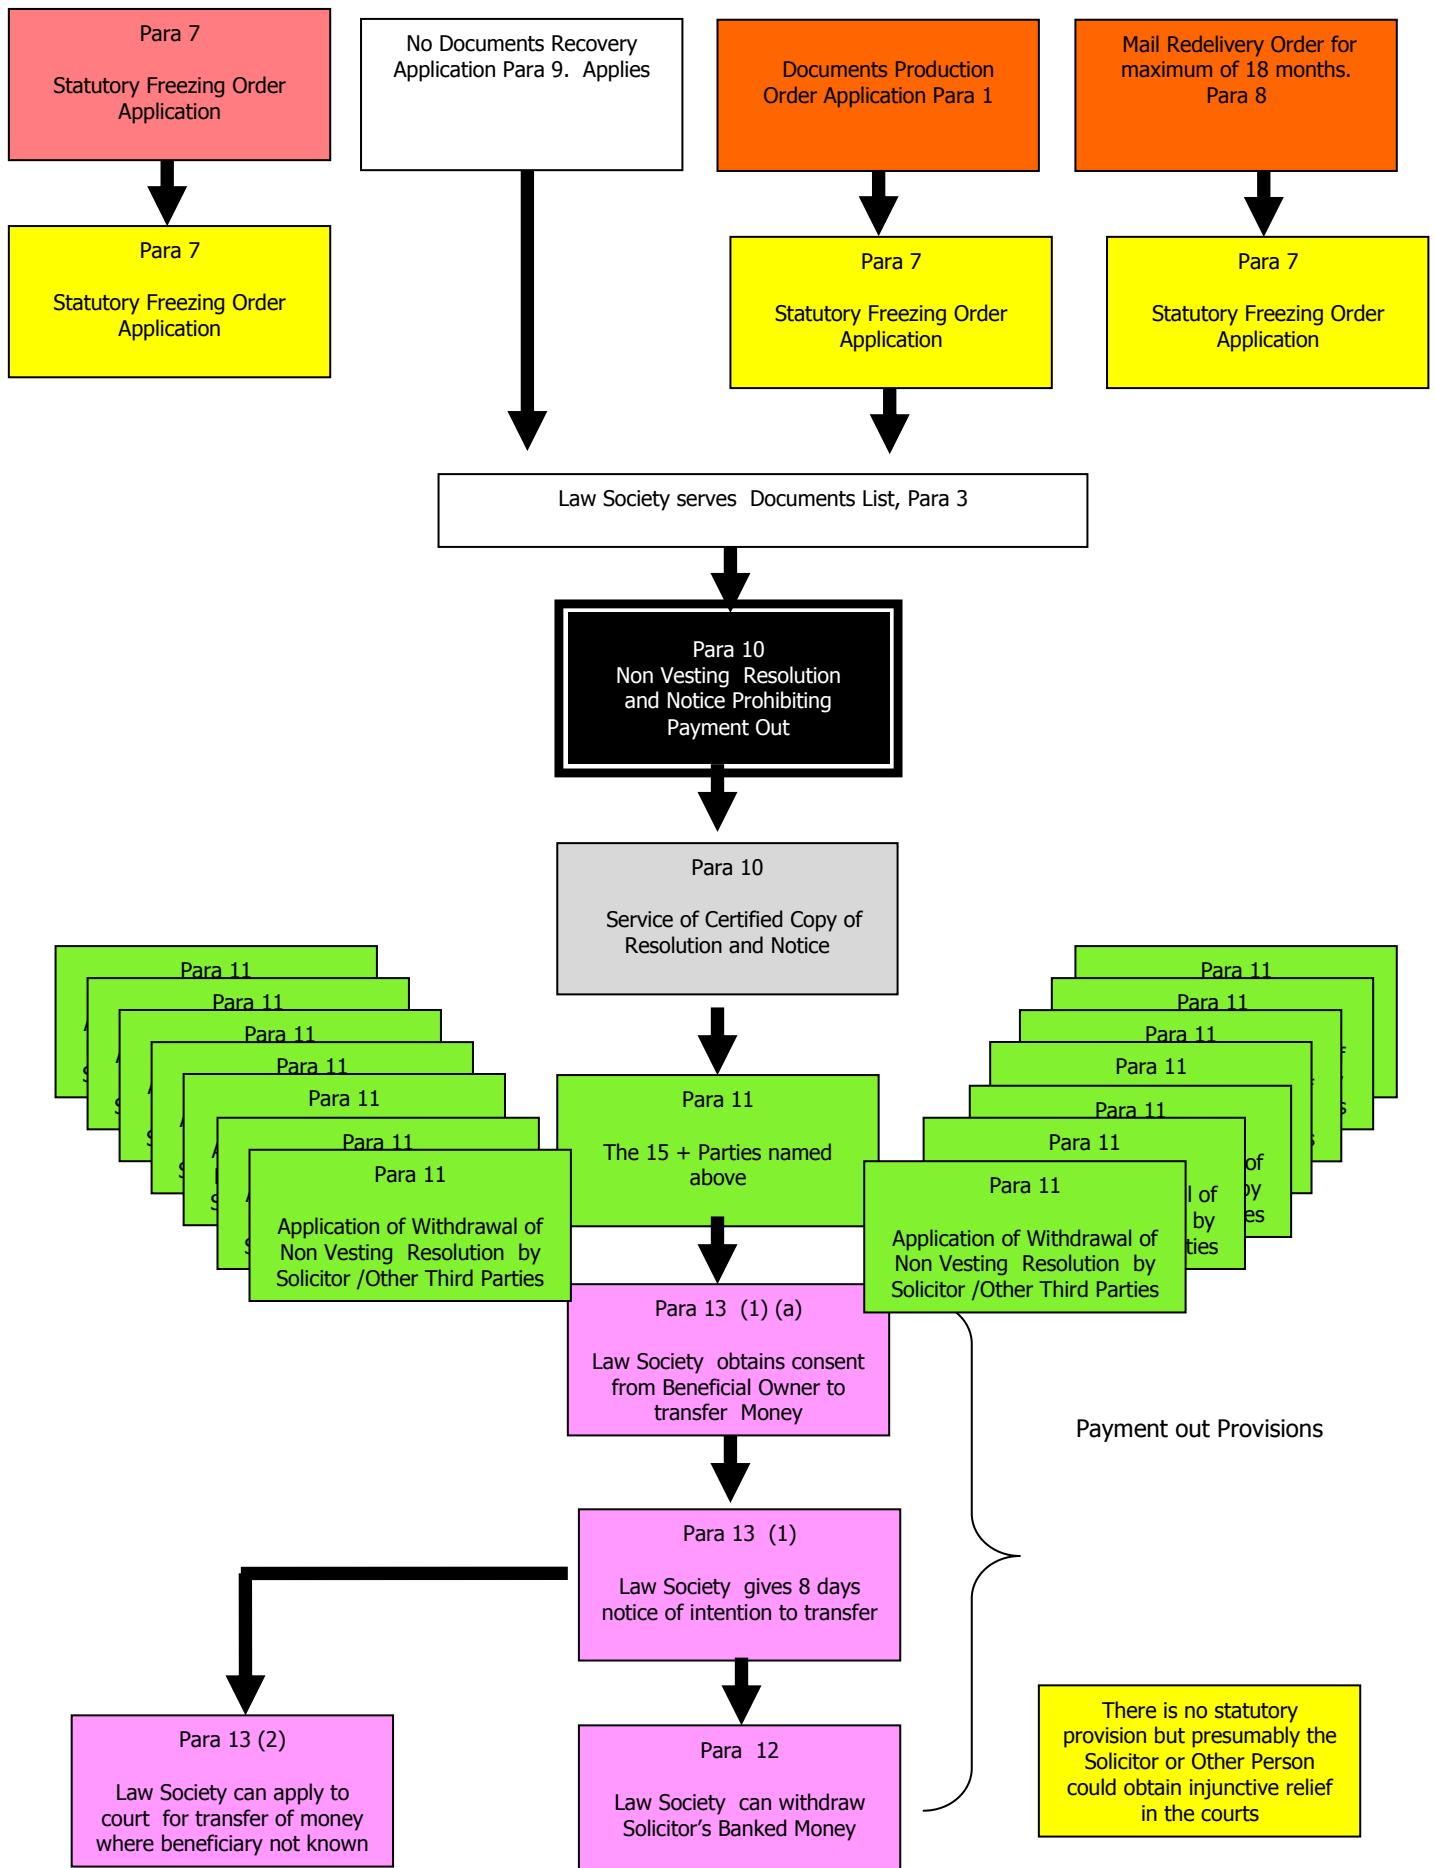 Para 7
Statutory Freezing Order
Application
No Documents Recovery
Application Para 9.  Applies
Documents Production
Order Application Para 1
Mail Redelivery Order for
maximum of 18 months.
Para 8
Para 7
Statutory Freezing Order
Application
Para 7
Statutory Freezing Order
Application
Para 7
Statutory Freezing Order
Application
Law Society serves  Documents List, Para 3
Para 10
Non Vesting  Resolution
and Notice Prohibiting
Payment Out
Para 10
Service of Certified Copy of
Resolution and Notice
Para 11
Para 11
Para 11
Para 11
Para 11
Para 11
Para 11
Application of Withdrawal of
Non Vesting  Resolution  by
Solicitor /Other Third Parties
Para 11
The 15 + Parties named
above
Para 11
Para 11
Para 11
Para 11
Para 11
Para 11
of
by
es
l of
by
ties
Para 11
Application of Withdrawal of
Non Vesting  Resolution  by
Solicitor /Other Third Parties
Para 13  (1) (a)
Law Society  obtains consent
from Beneficial Owner to
transfer  Money
Payment out Provisions
Para 13  (1)
Law Society  gives 8 days
notice of intention to transfer
Para 13 (2)
Law Society can apply to
court  for transfer of money
where beneficiary not known
Para  12
Law Society  can withdraw
Solicitor's Banked Money
There is no statutory
provision but presumably the
Solicitor or Other Person
could obtain injunctive relief
in the courts